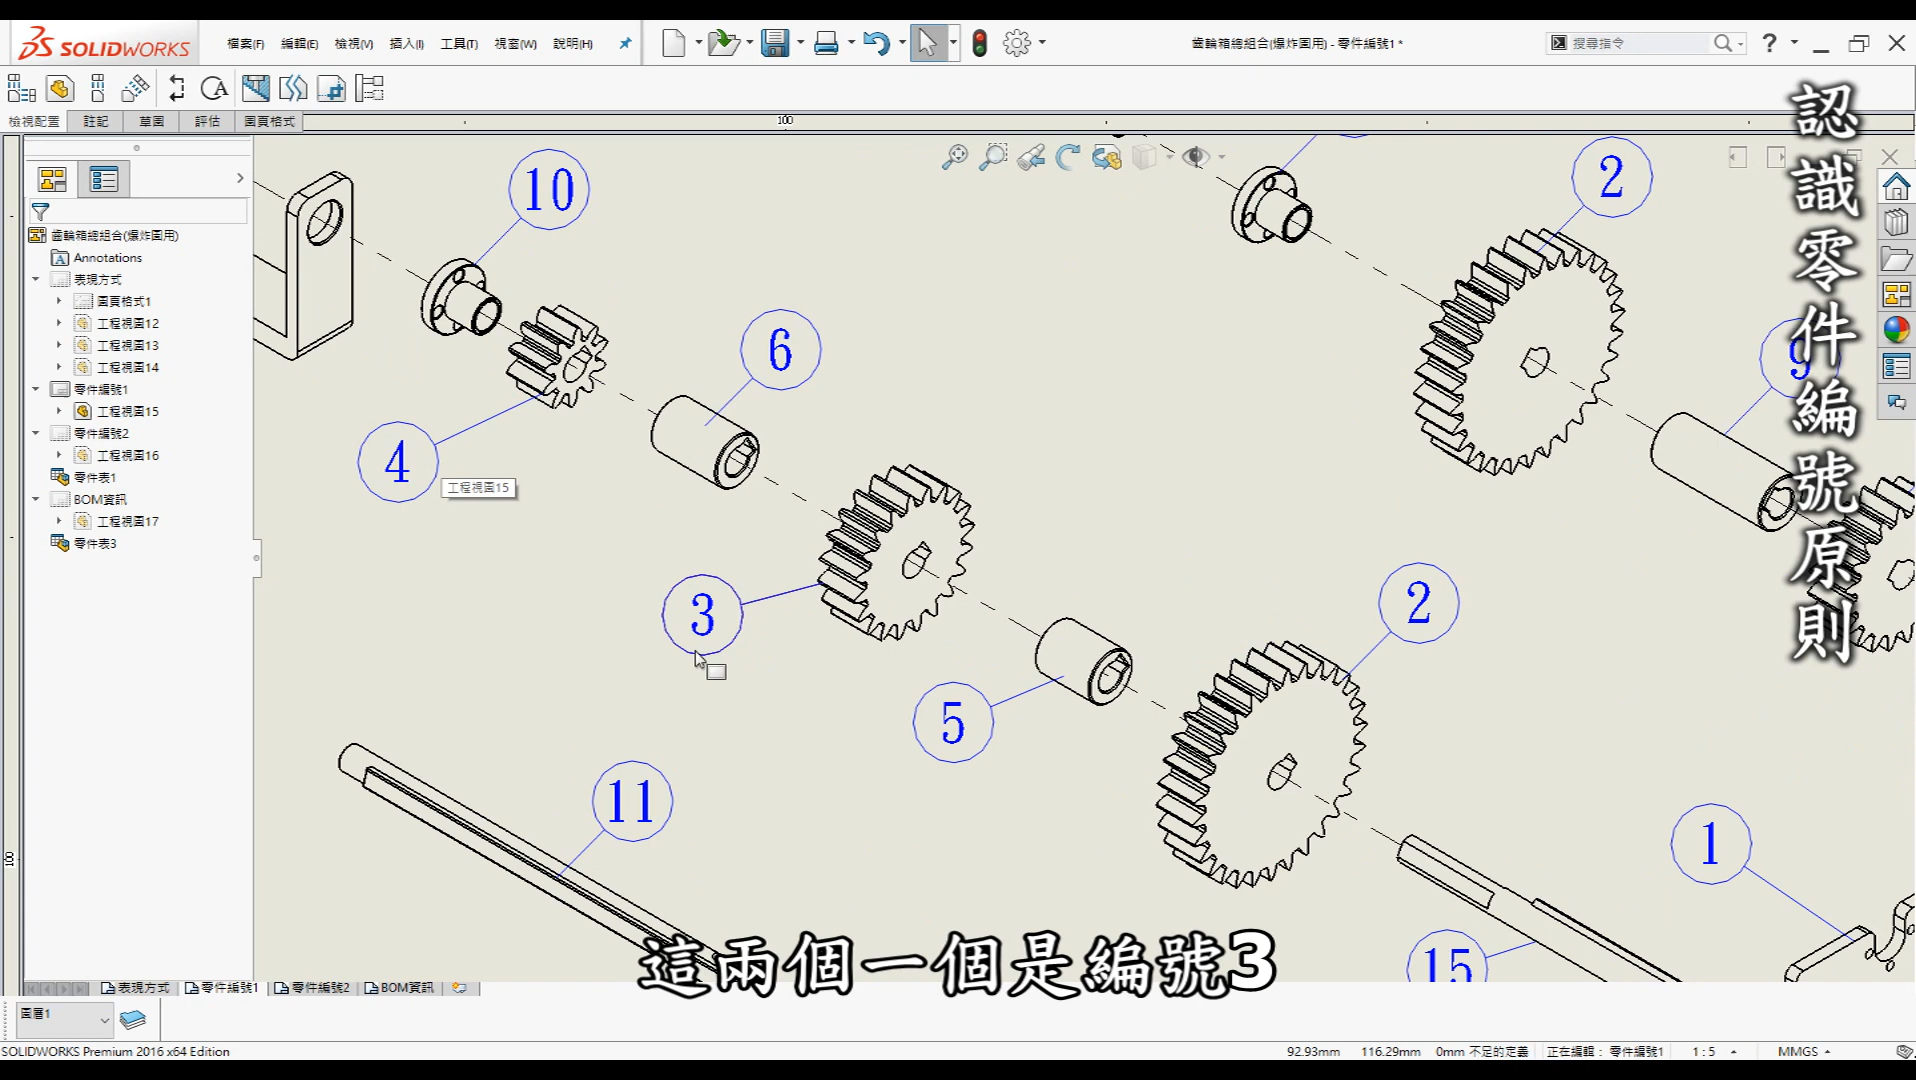 SOLIDWORKS
檔案(F) 編輯(E) 檢視(V) 插入(I) 工具(T) 視窗(W) 說明(H)
齒輪箱總組合(爆炸圖用) - 零件編號1 *
搜尋指令
檢視配置 註記 草圖 評估 圖頁格式
100
齒輪箱總組合(爆炸圖用)
Annotations
表現方式
圖頁格式1
工程視圖12
工程視圖13
工程視圖14
零件編號1
工程視圖15
零件編號2
工程視圖16
零件表1
BOM資訊
工程視圖17
零件表3
10
2
6
9
4
工程視圖15
3
2
5
11
1
15
100
認識零件編號原則
這兩個一個是編號3
表現方式 零件編號1 零件編號2 BOM資訊
圖層1
SOLIDWORKS Premium 2016 x64 Edition
92.93mm 116.29mm 0mm 不足的定義 正在編輯： 零件編號1 1 : 5 MMGS